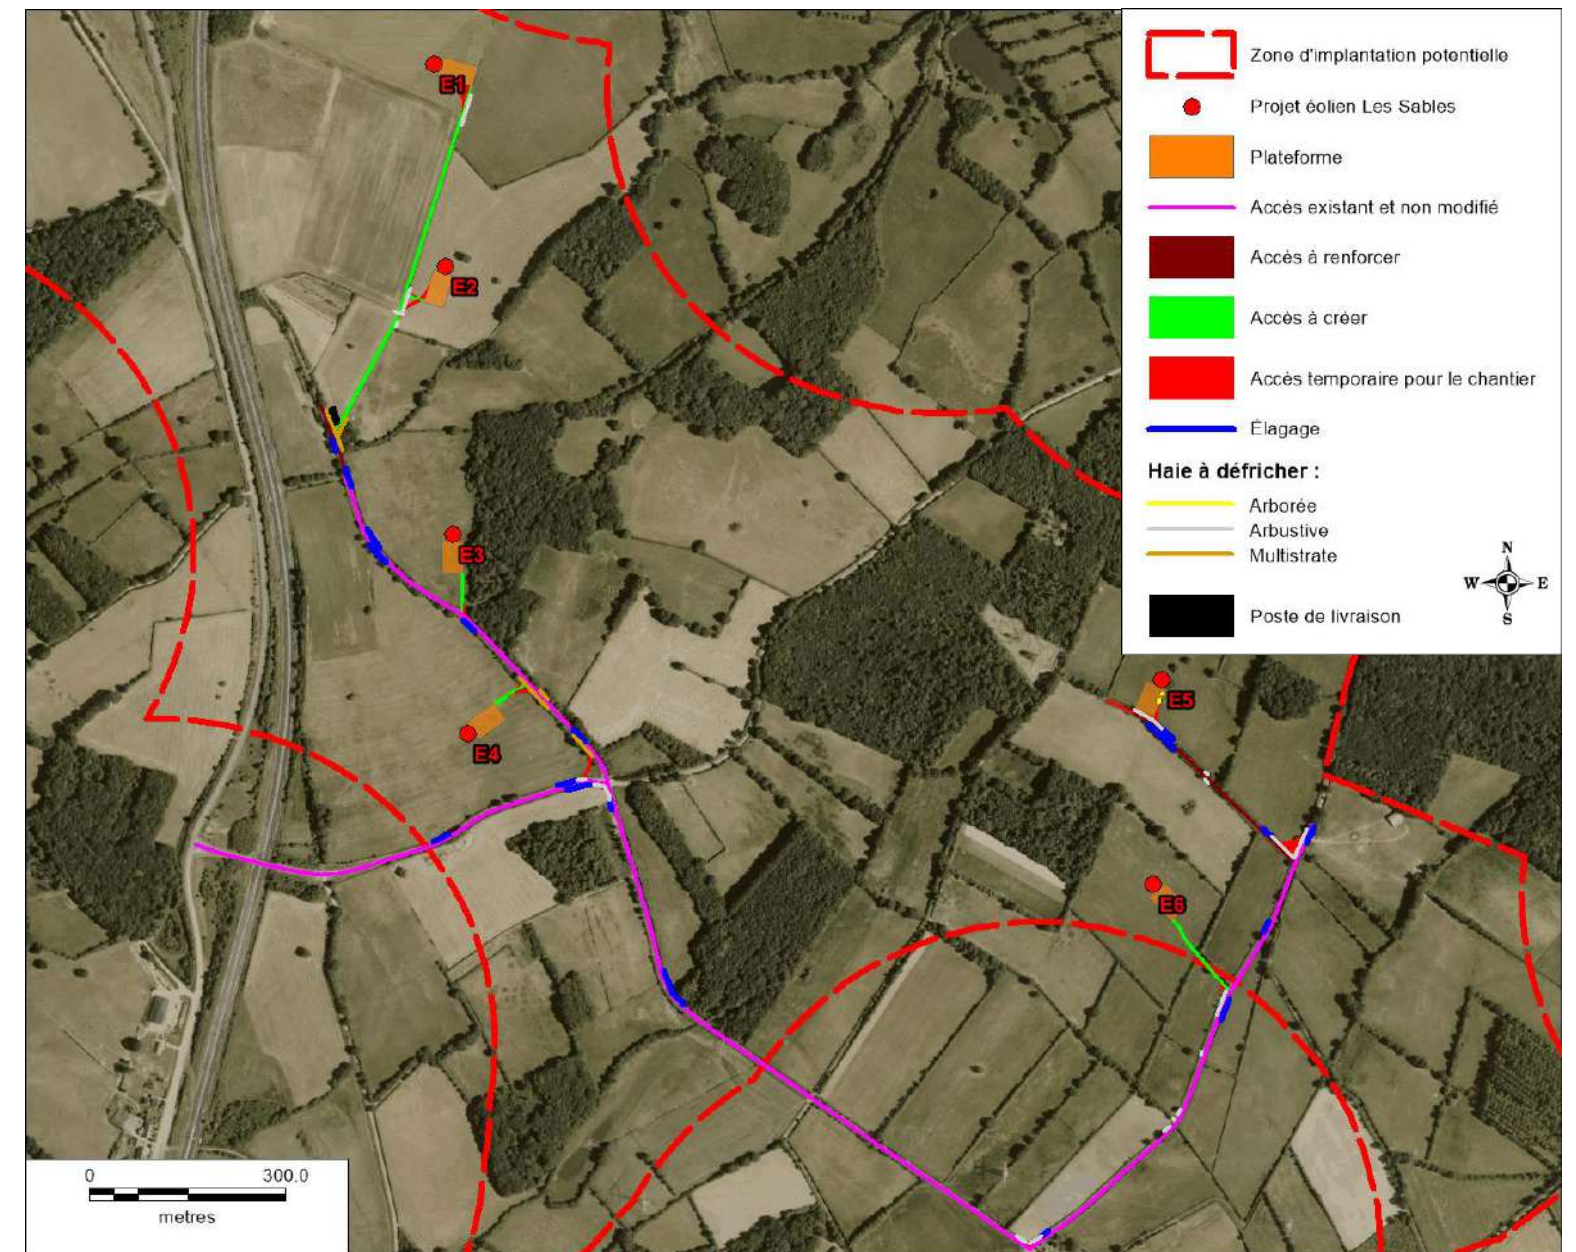 Zone d'implantation potentielle
Projet éolien Les Sables
Plateforme
Accès existant et non modifié
Accès à renforcer
Accès à créer
Accès temporaire pour le chantier
Élagage
Haie à défricher :
Arborée
Arbustive
Multistrate
N
W E
S
Poste de livraison
E1
E2
E3
E4
E5
E6
0 300.0
metres